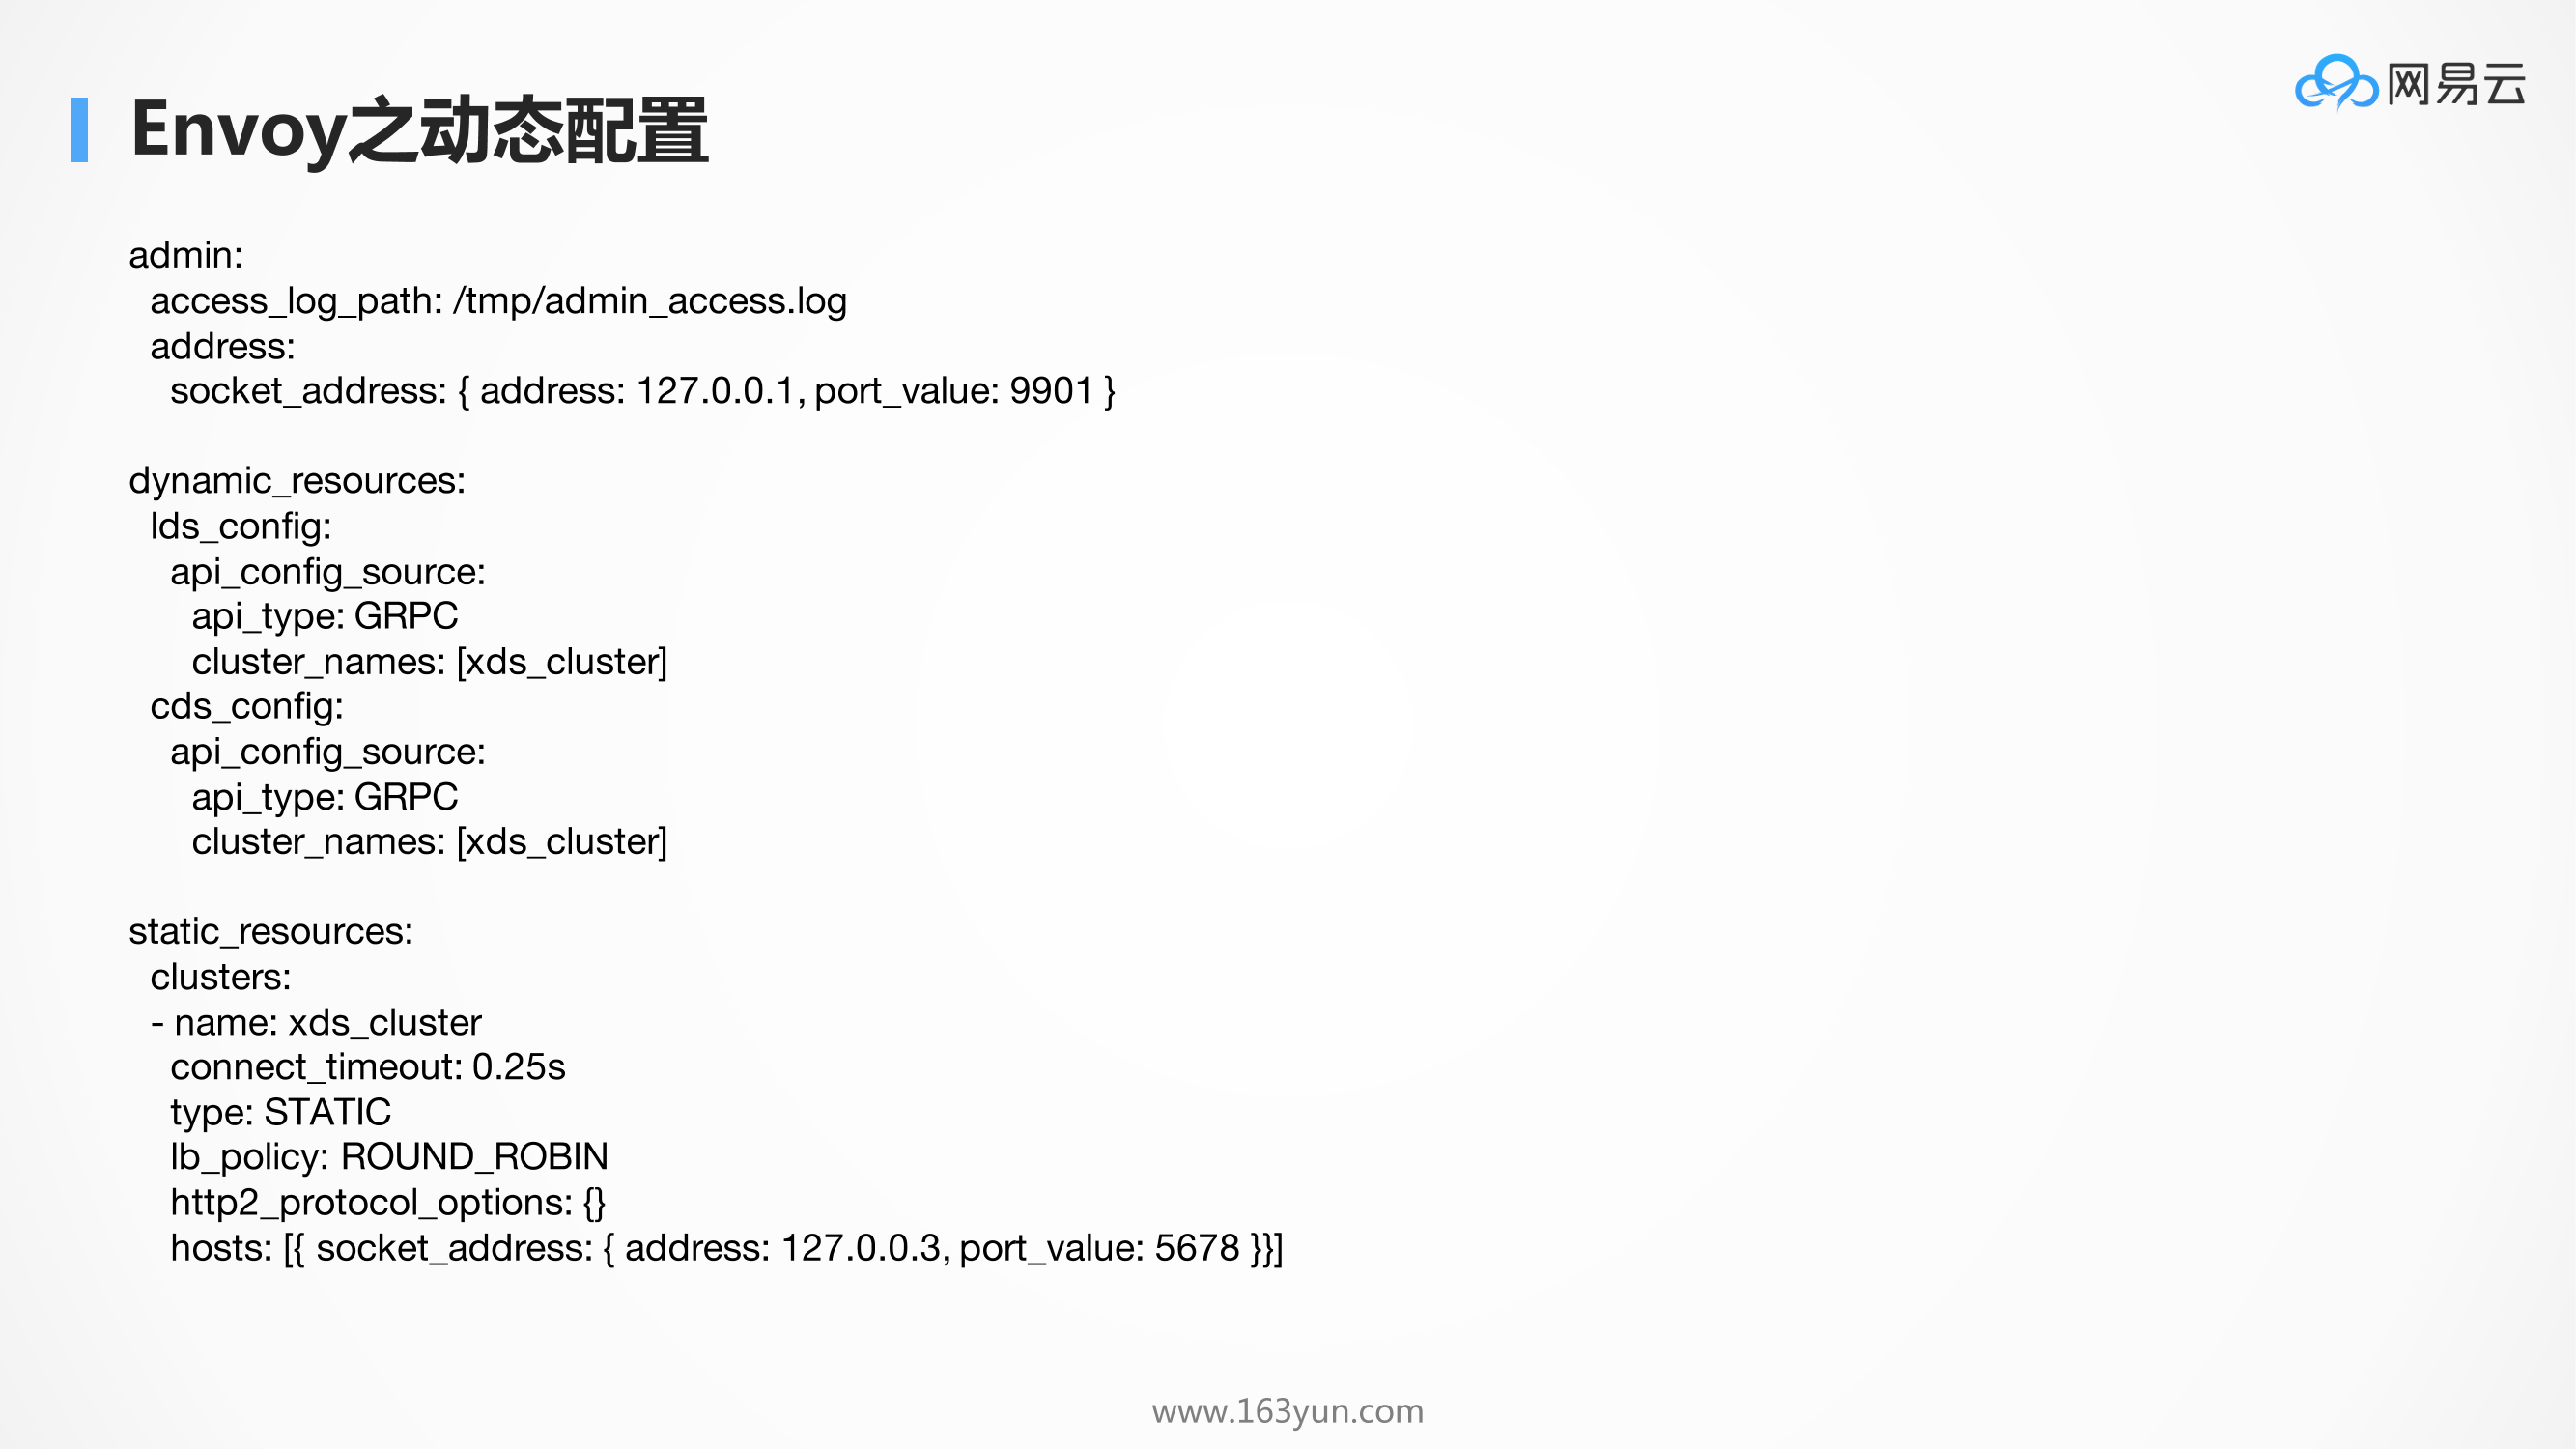 网易云
Envoy之动态配置
admin:
  access_log_path: /tmp/admin_access.log
  address:
    socket_address: { address: 127.0.0.1, port_value: 9901 }

dynamic_resources:
  lds_config:
    api_config_source:
      api_type: GRPC
      cluster_names: [xds_cluster]
  cds_config:
    api_config_source:
      api_type: GRPC
      cluster_names: [xds_cluster]

static_resources:
  clusters:
  - name: xds_cluster
    connect_timeout: 0.25s
    type: STATIC
    lb_policy: ROUND_ROBIN
    http2_protocol_options: {}
    hosts: [{ socket_address: { address: 127.0.0.3, port_value: 5678 }}]
www.163yun.com